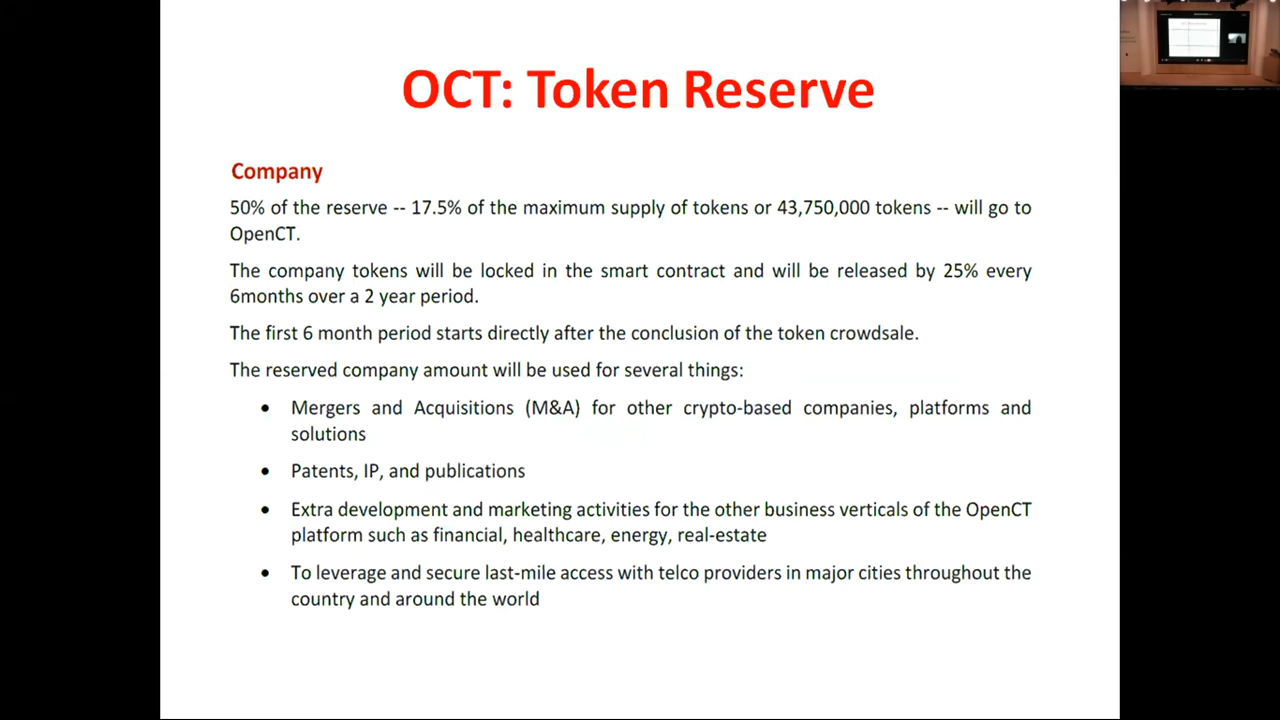 OCT: Token Reserve
Company
50% of the reserve -- 17.5% of the maximum supply of tokens or 43,750,000 tokens -- will go to
OpenCT.
The company tokens will be locked in the smart contract and will be released by 25% every
6months over a 2 year period.
The first 6 month period starts directly after the conclusion of the token crowdsale.
The reserved company amount will be used for several things:
• Mergers and Acquisitions (M&A) for other crypto-based companies, platforms and
solutions
• Patents, IP, and publications
• Extra development and marketing activities for the other business verticals of the OpenCT
platform such as financial, healthcare, energy, real-estate
• To leverage and secure last-mile access with telco providers in major cities throughout the
country and around the world